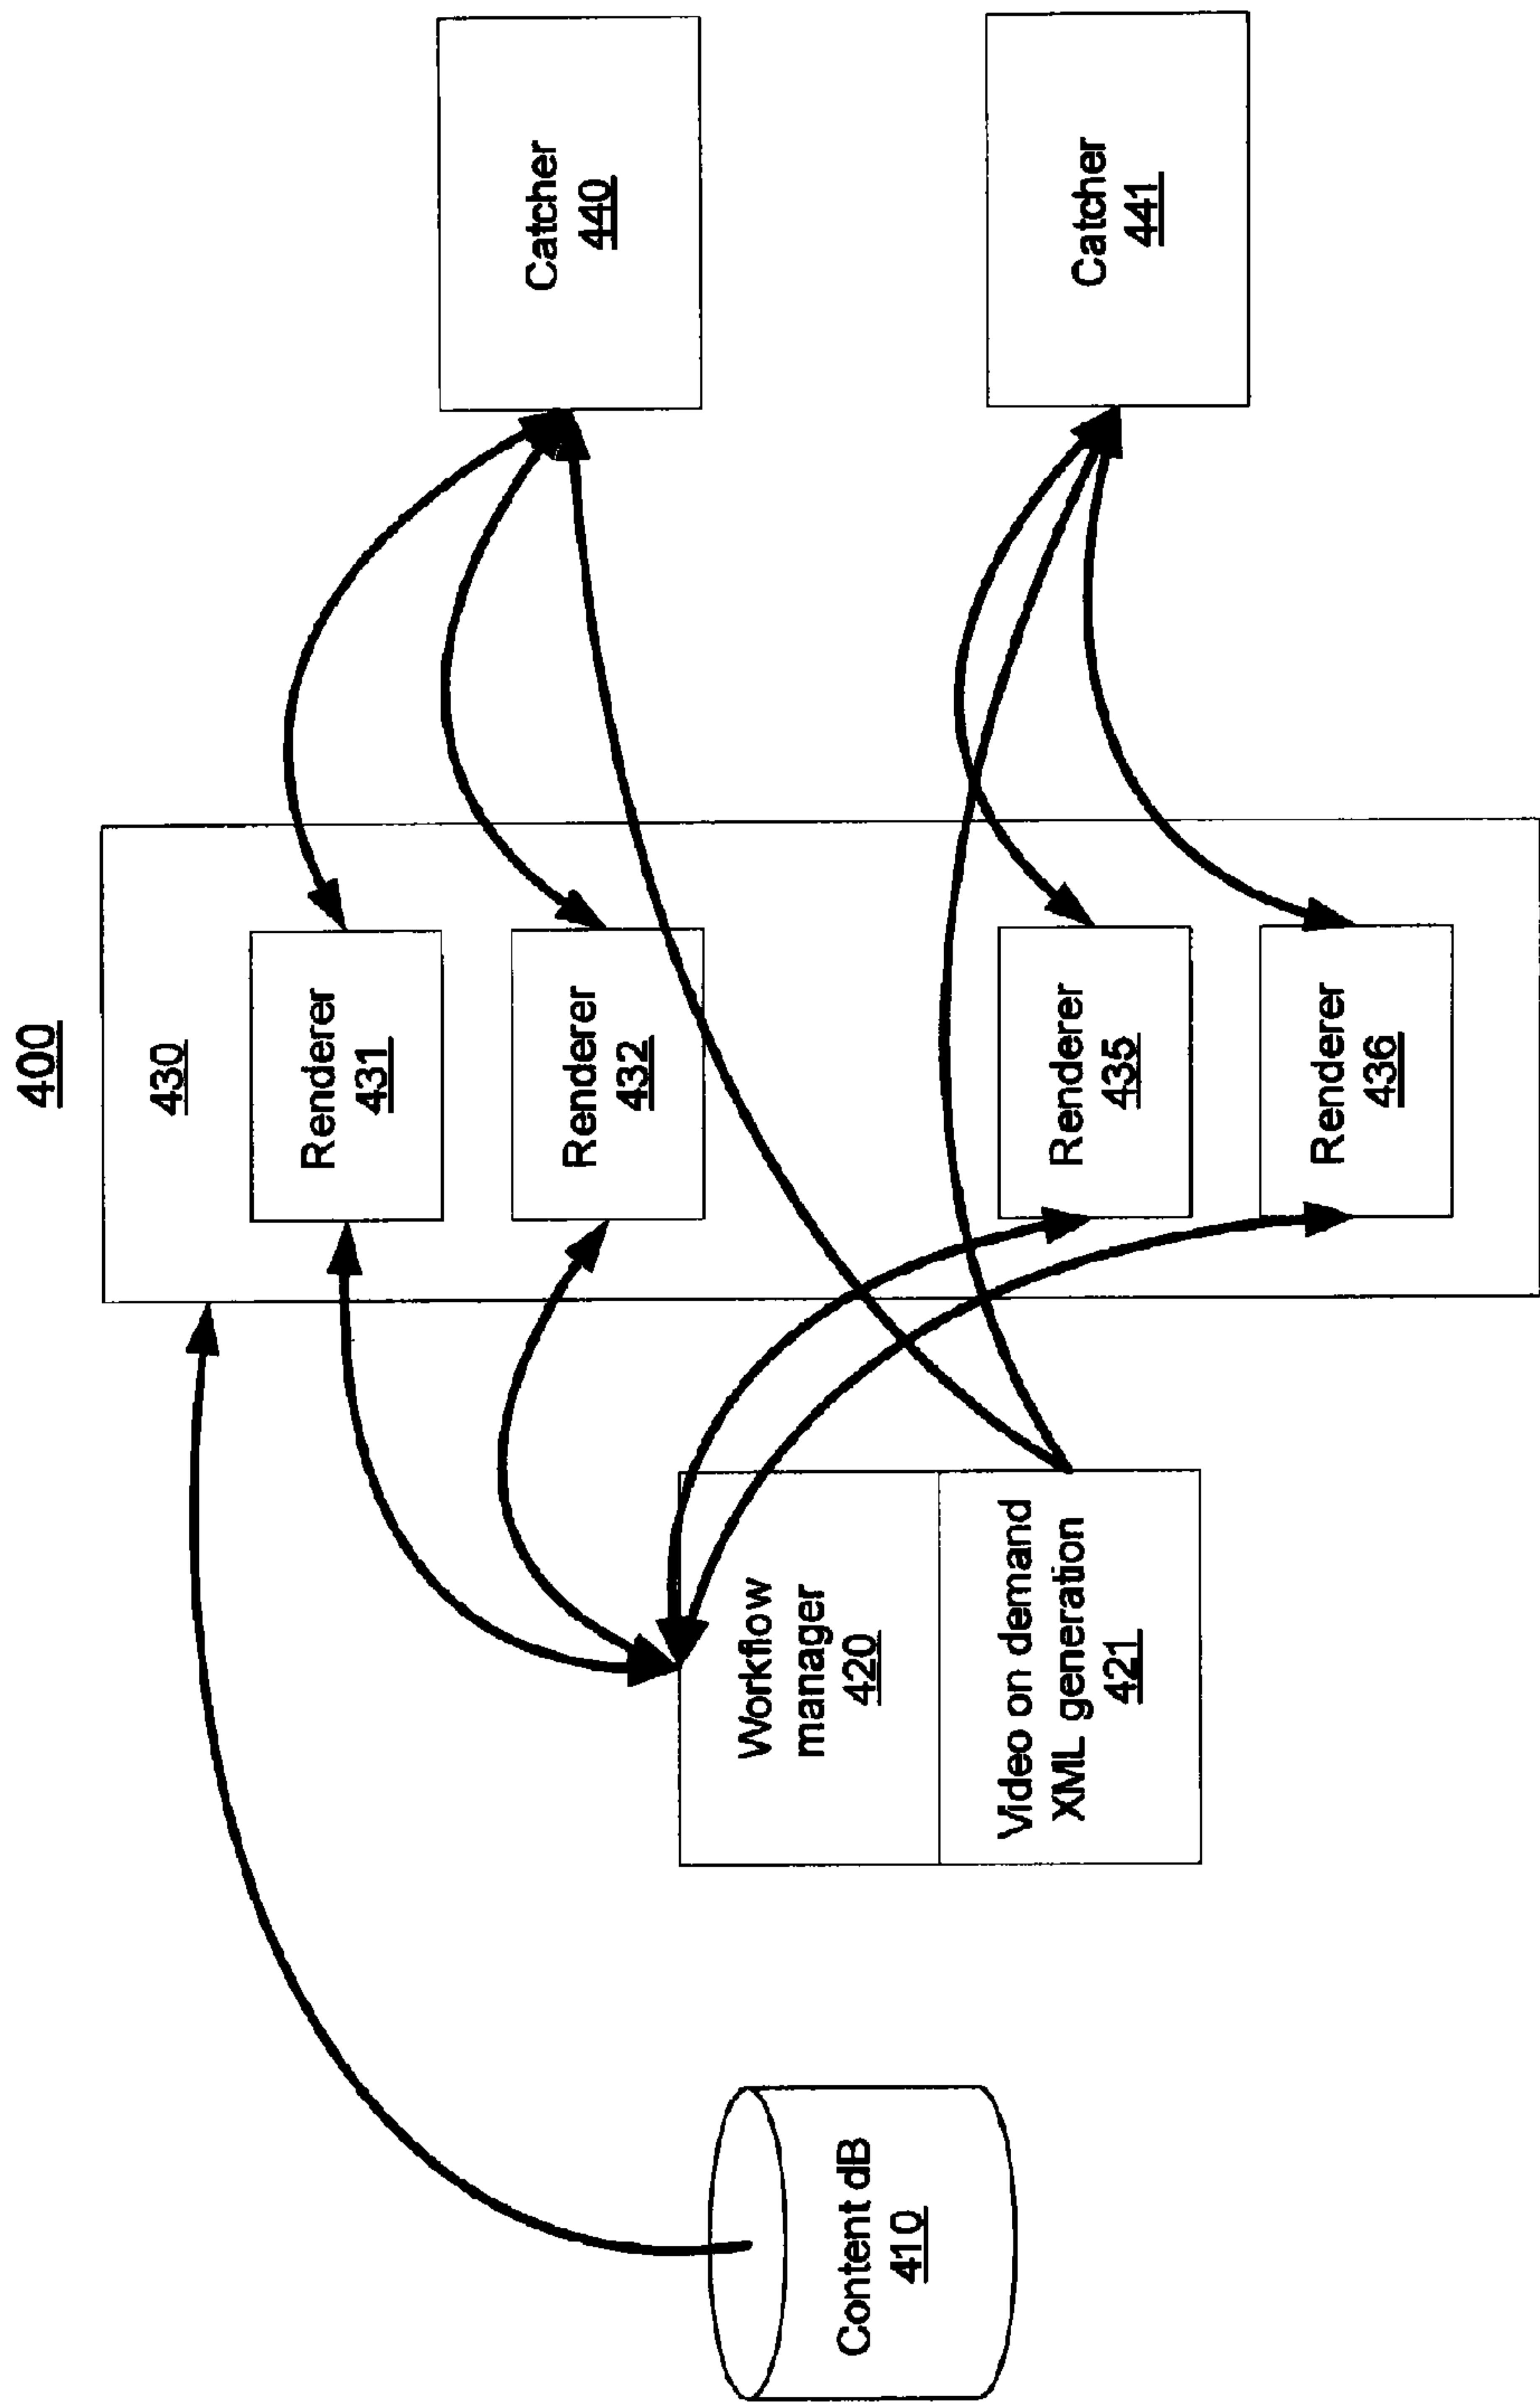 400
430
Renderer
431
Renderer
432
Renderer
435
Renderer
436
Catcher
440
Catcher
441
Workflow
manager
420
Video on demand
XML generation
421
Content dB
410